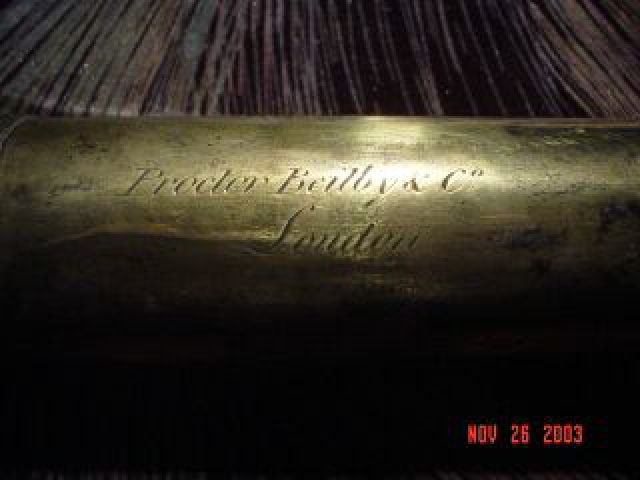 Procter Beilby & Cº
London
NOV 26 2003